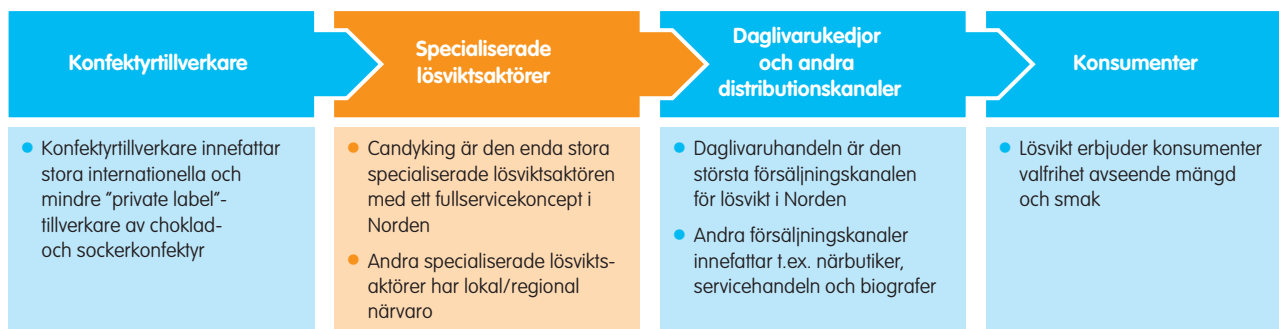 Konfektyrtillverkare
Specialiserade
lösviktsaktörer
Daglivarukedjor
och andra
distributionskanaler
Konsumenter
• Konfektyrtillverkare innefattar
stora internationella och
mindre ”private label”-
tillverkare av choklad-
och sockerkonfektyr
• Candyking är den enda stora
specialiserade lösviktsaktören
med ett fullservicekoncept i
Norden
• Andra specialiserade lösvikts-
aktörer har lokal/regional
närvaro
• Daglivaruhandeln är den
största försäljningskanalen
för lösvikt i Norden
• Andra försäljningskanaler
innefattar t.ex. närbutiker,
servicehandeln och biografer
• Lösvikt erbjuder konsumenter
valfrihet avseende mängd
och smak